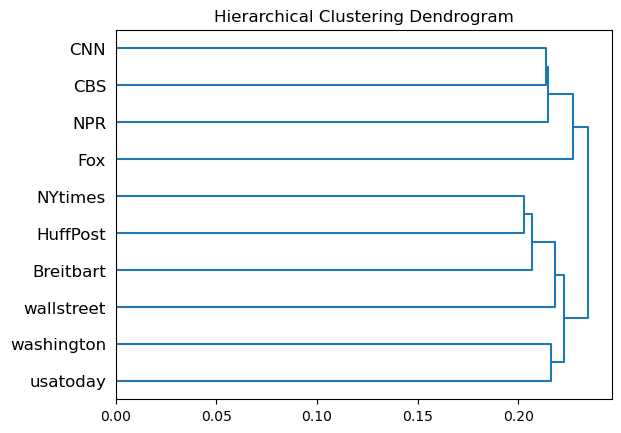 Hierarchical Clustering Dendrogram
CNN
CBS
NPR
Fox
NYtimes
HuffPost
Breitbart
wallstreet
washington
usatoday
0.00 0.05 0.10 0.15 0.20